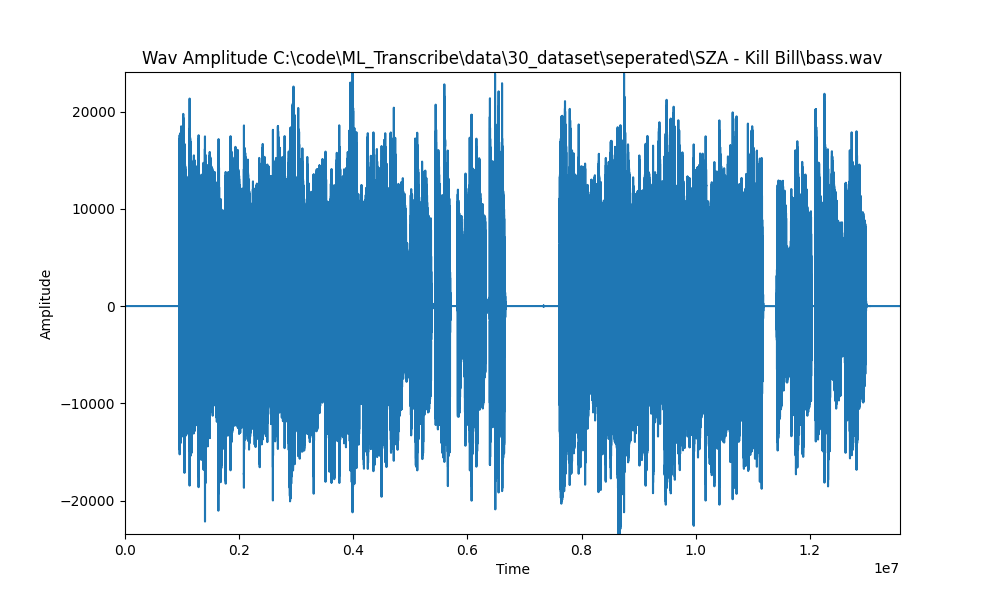 Wav Amplitude C:\code\ML_Transcribe\data\30_dataset\seperated\SZA - Kill Bill\bass.wav
20000
10000
0
−10000
−20000
Amplitude
0.0 0.2 0.4 0.6 0.8 1.0 1.2
1e7
Time